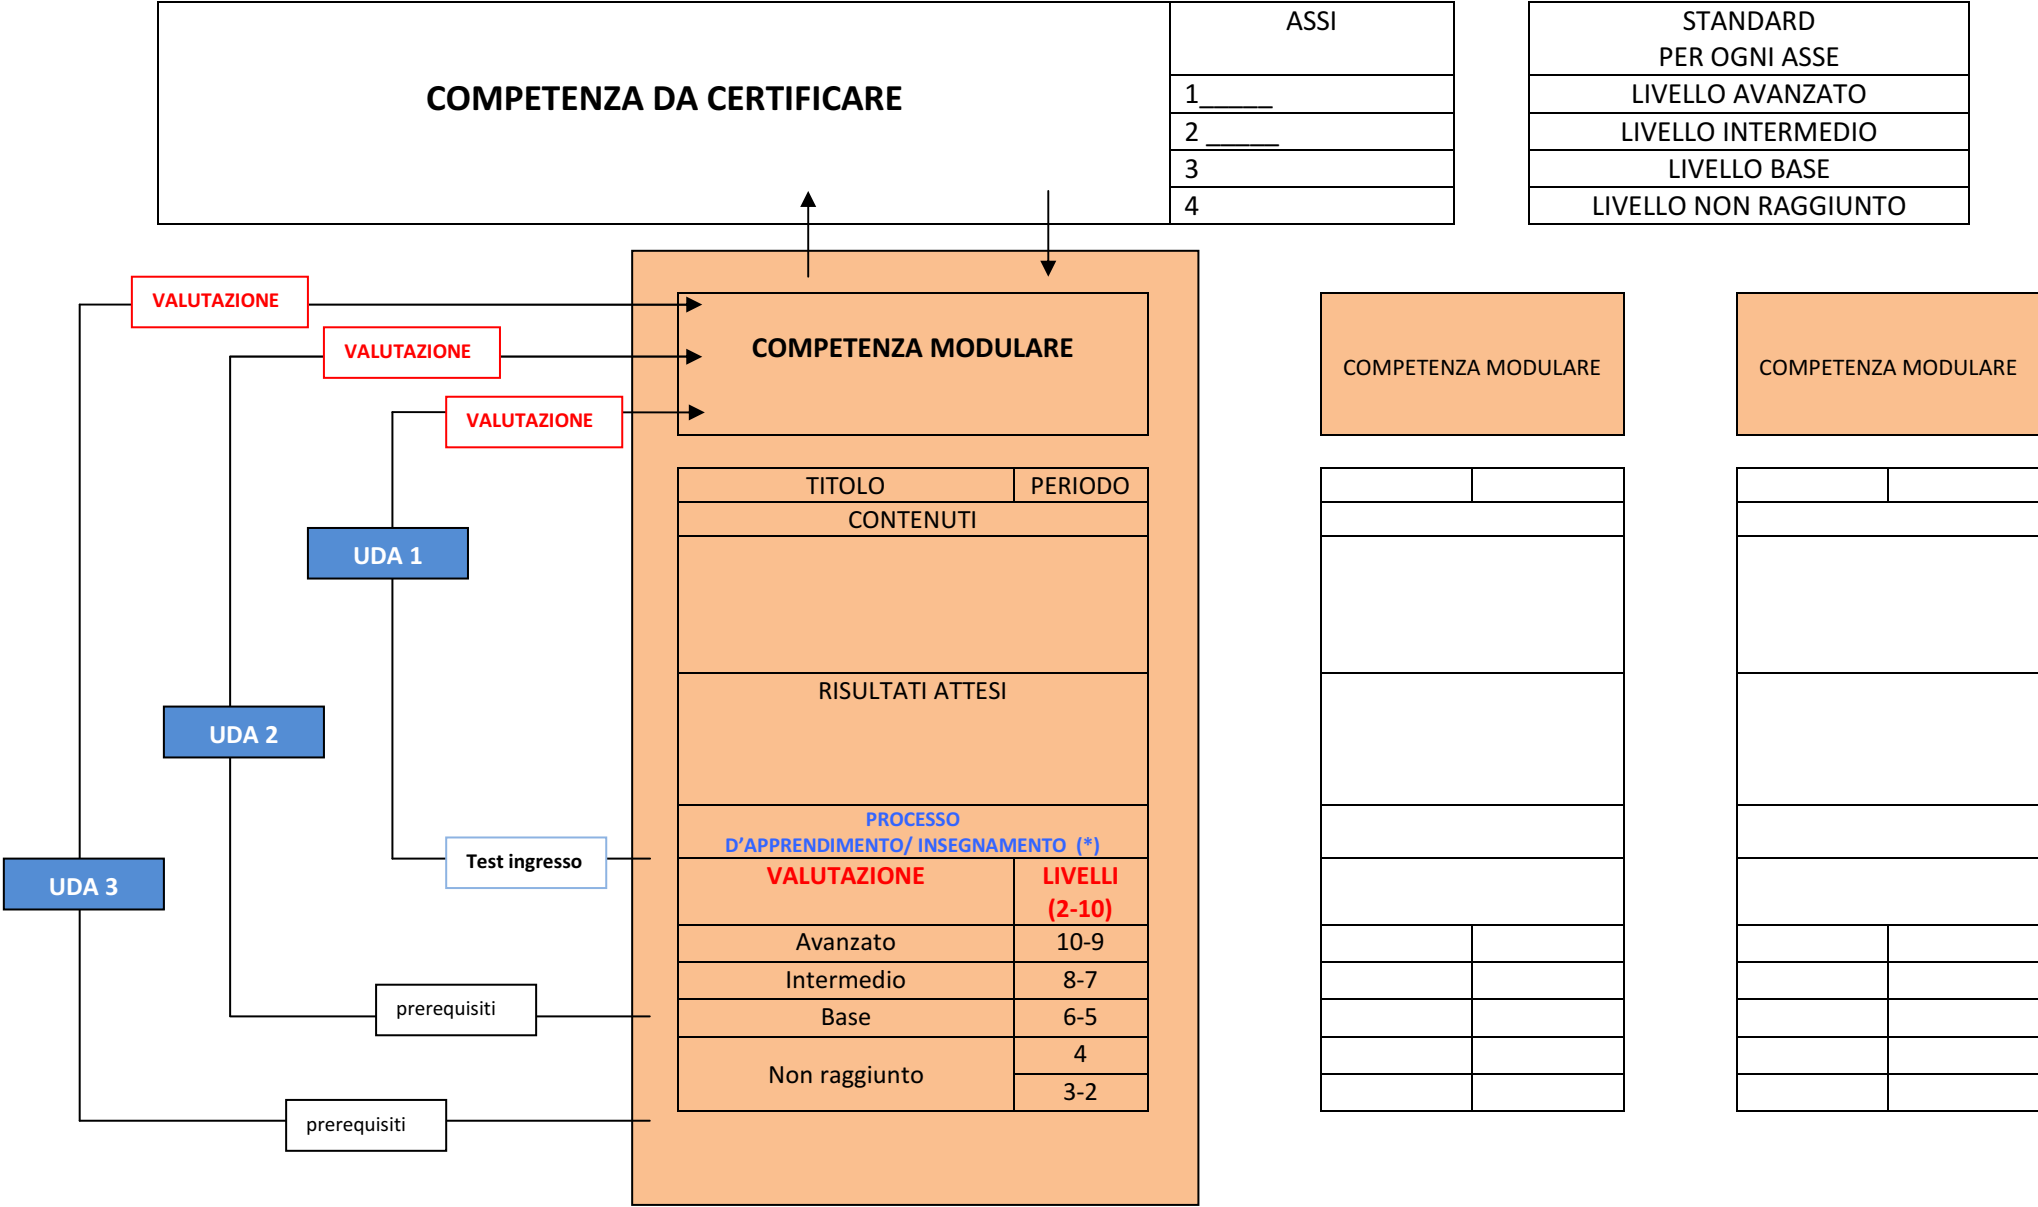 ASSI
STANDARD
PER OGNI ASSE
COMPETENZA DA CERTIFICARE
1_____
LIVELLO AVANZATO
2 _____
LIVELLO INTERMEDIO
3
LIVELLO BASE
4
LIVELLO NON RAGGIUNTO
VALUTAZIONE
VALUTAZIONE
VALUTAZIONE
COMPETENZA MODULARE
COMPETENZA MODULARE
COMPETENZA MODULARE
TITOLO
PERIODO
CONTENUTI
UDA 1
RISULTATI ATTESI
UDA 2
PROCESSO
D’APPRENDIMENTO/ INSEGNAMENTO (*)
Test ingresso
UDA 3
VALUTAZIONE
LIVELLI
(2-10)
Avanzato
10-9
Intermedio
8-7
prerequisiti
Base
6-5
Non raggiunto
4
3-2
prerequisiti